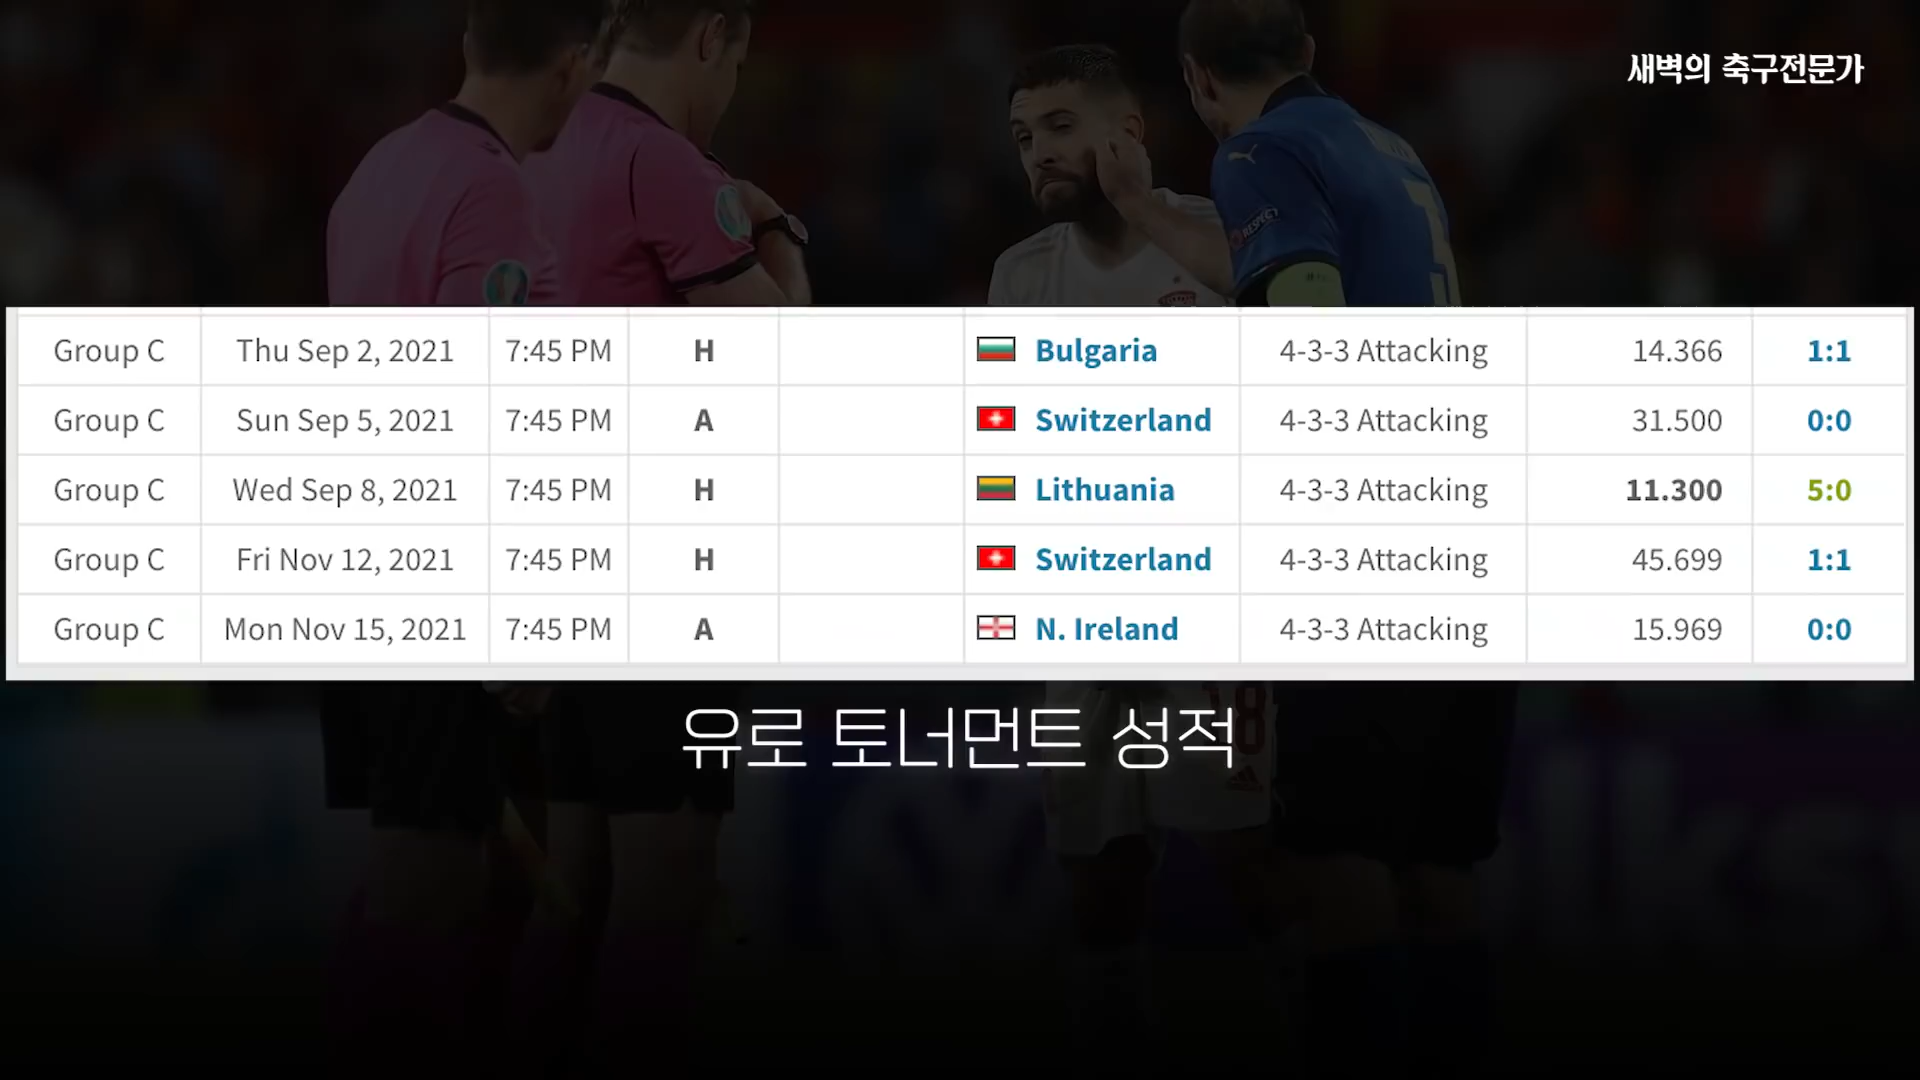 새벽의 축구전문가
RESPECT
Group C Thu Sep 2, 2021 7:45 PM H Bulgaria 4-3-3 Attacking 14.366 1:1
Group C Sun Sep 5, 2021 7:45 PM A Switzerland 4-3-3 Attacking 31.500 0:0
Group C Wed Sep 8, 2021 7:45 PM H Lithuania 4-3-3 Attacking 11.300 5:0
Group C Fri Nov 12, 2021 7:45 PM H Switzerland 4-3-3 Attacking 45.699 1:1
Group C Mon Nov 15, 2021 7:45 PM A N. Ireland 4-3-3 Attacking 15.969 0:0
유로 토너먼트 성적
18